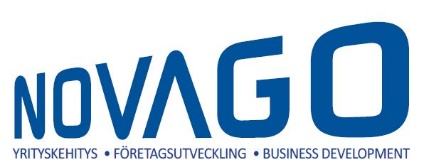 NOVAGO
YRITYSKEHITYS • FÖRETAGSUTVECKLING • BUSINESS DEVELOPMENT